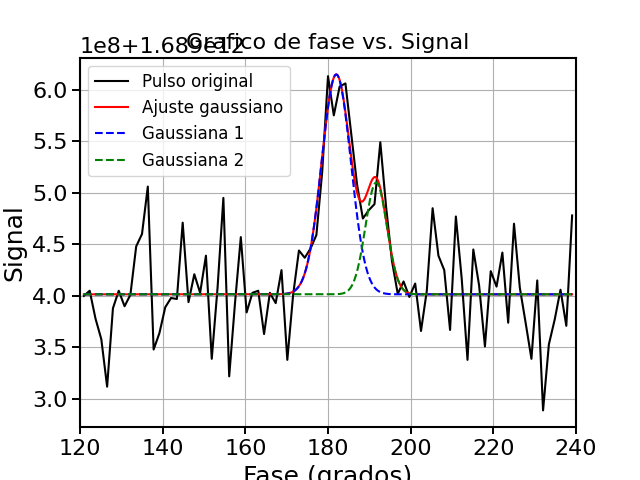 Grafico de fase vs. Signal
1e8+1.689e12
Pulso original
Ajuste gaussiano
Gaussiana 1
Gaussiana 2
Signal
6.0
5.5
5.0
4.5
4.0
3.5
3.0
120 140 160 180 200 220 240
Fase (grados)